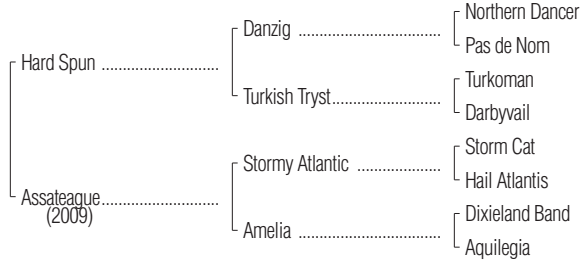 Northern Dancer
Danzig ..........................................
Pas de Nom
Hard Spun ...................................
Turkoman
Turkish Tryst................................
Darbyvail
Storm Cat
Stormy Atlantic ........................
Hail Atlantis
Assateague...................................
(2009)
Dixieland Band
Amelia ..........................................
Aquilegia